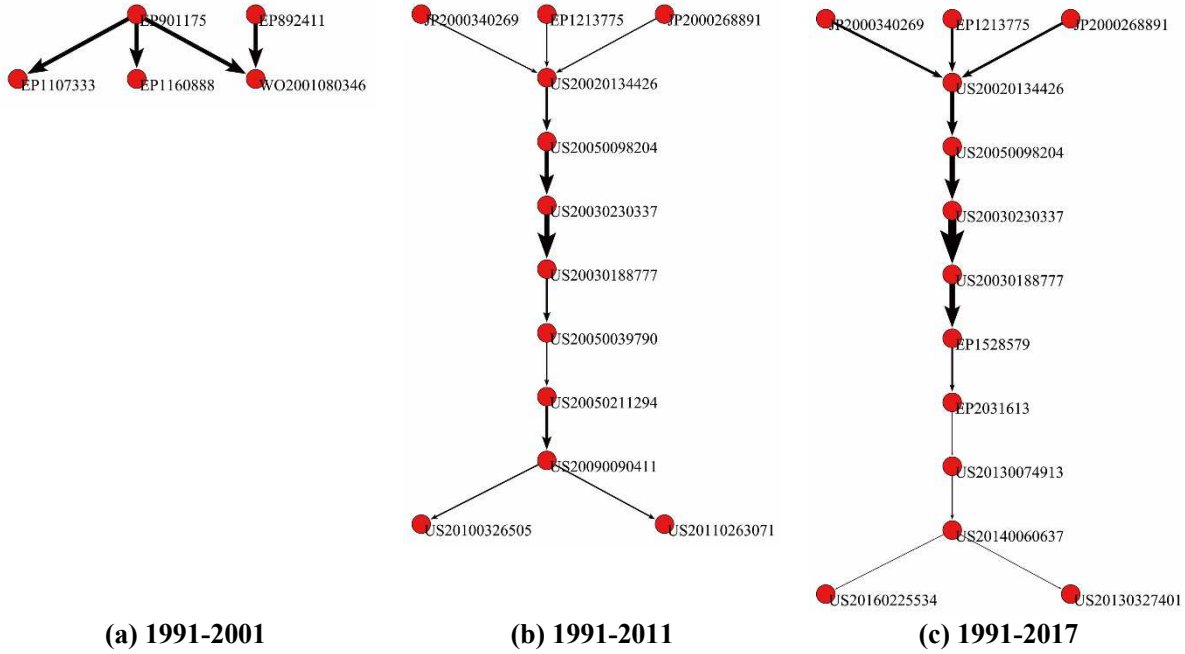 EP901175
EP892411
EP1107333
EP1160888
WO2001080346
(a) 1991-2001
JP2000340269
EP1213775
JP2000268891
US20020134426
US20050098204
US20030230337
US20030188777
US20050039790
US20050211294
US20090090411
US20100326505
US20110263071
(b) 1991-2011
JP2000340269
EP1213775
JP2000268891
US20020134426
US20050098204
US20030230337
US20030188777
EP1528579
EP2031613
US20130074913
US20140060637
US20160225534
US20130327401
(c) 1991-2017